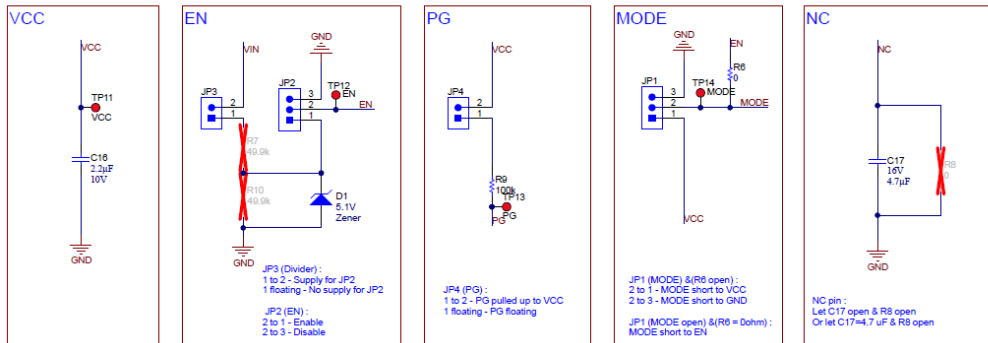 VCC
VCC
TP11
VCC
C16
2.2µF
10V
GND
EN
VIN
GND
JP3
2
1
JP2
3
2
1
TP12
EN
EN
R7
49.9k
R10
49.9k
D1
5.1V
Zener
GND
JP3 (Divider) :
1 to 2 - Supply for JP2
1 floating - No supply for JP2
JP2 (EN) :
2 to 1 - Enable
2 to 3 - Disable
PG
VCC
JP4
2
1
R9
100k
TP13
PG
PG
JP4 (PG) :
1 to 2 - PG pulled up to VCC
1 floating - PG floating
MODE
GND
EN
R6
0
JP1
3
2
1
TP14
MODE
MODE
VCC
JP1 (MODE) &(R6 open) :
2 to 1 - MODE short to VCC
2 to 3 - MODE short to GND
JP1 (MODE open) &(R6 = 0ohm) :
MODE short to EN
NC
NC
C17
16V
4.7µF
R8
0
GND
NC pin :
Let C17 open & R8 open
Or let C17=4.7 uF & R8 open